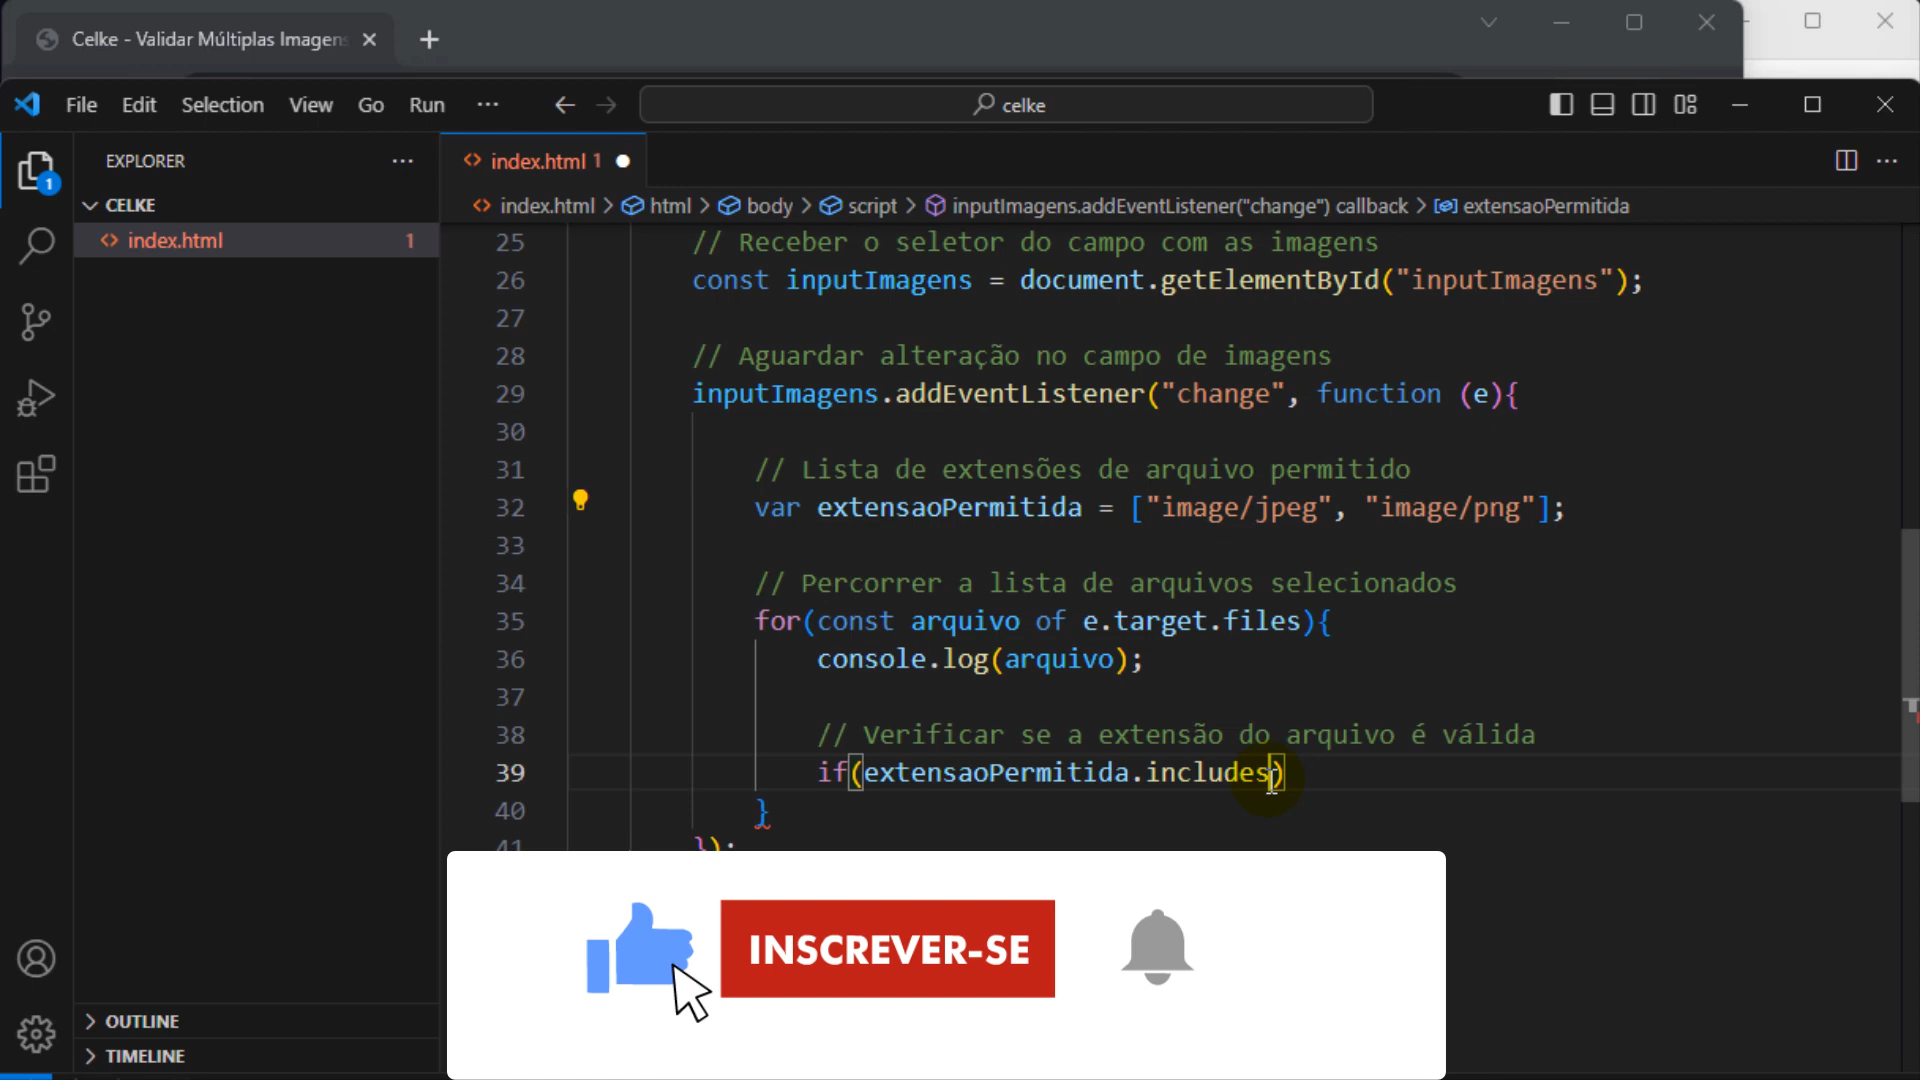 Celke - Validar Múltiplas Imagens
File Edit Selection View Go Run ...
celke
EXPLORER ...
index.html 1
1
CELKE
index.html > html > body > script > inputImagens.addEventListener("change") callback > extensaoPermitida
index.html 1
25 // Receber o seletor do campo com as imagens
26 const inputImagens = document.getElementById("inputImagens");
27
28 // Aguardar alteração no campo de imagens
29 inputImagens.addEventListener("change", function (e){
30
31 // Lista de extensões de arquivo permitido
32 var extensaoPermitida = ["image/jpeg", "image/png"];
33
34 // Percorrer a lista de arquivos selecionados
35 for(const arquivo of e.target.files){
36 console.log(arquivo);
37
38 // Verificar se a extensão do arquivo é válida
39 if(extensaoPermitida.includes)
40 }
41 });
INSCREVER-SE
OUTLINE
TIMELINE